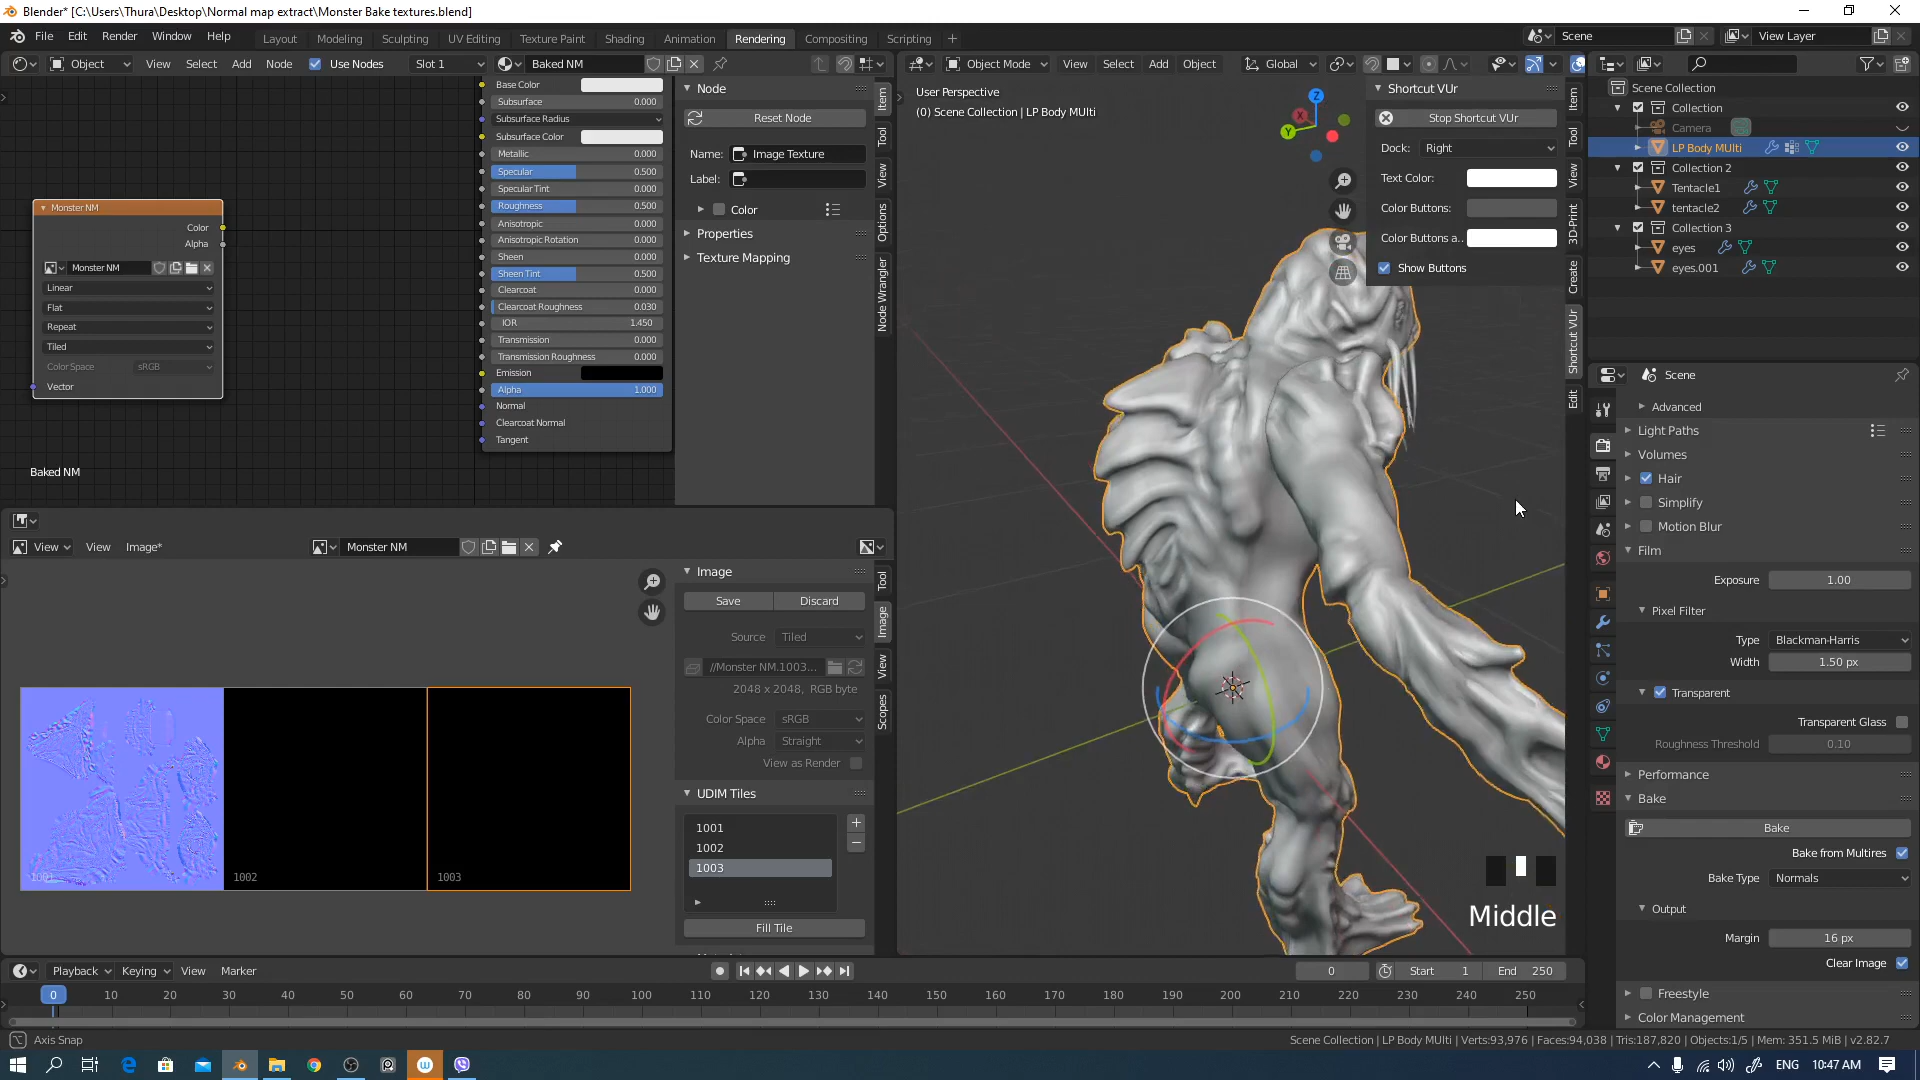 Blender* [C:\Users\Thura\Desktop\Normal map extract\Monster Bake textures.blend]
File Edit Render Window Help
Layout Modeling Sculpting UV Editing Texture Paint Shading Animation Rendering Compositing Scripting
Scene View Layer
Object View Select Add Node Use Nodes Slot 1 Baked NM
Object Mode View Select Add Object Global
Base Color
Subsurface 0.000
Subsurface Radius
Subsurface Color
Metallic 0.000
Specular 0.500
Specular Tint 0.000
Roughness 0.500
Anisotropic 0.000
Anisotropic Rotation 0.000
Sheen 0.000
Sheen Tint 0.500
Clearcoat 0.000
Clearcoat Roughness 0.030
IOR 1.450
Transmission 0.000
Transmission Roughness 0.000
Emission
Alpha 1.000
Normal
Clearcoat Normal
Tangent
Monster NM
Color
Alpha
Monster NM
Linear
Flat
Repeat
Tiled
Color Space sRGB
Vector
Baked NM
Node
Reset Node
Name: Image Texture
Label:
Color
Properties
Texture Mapping
Item
Tool
View
Options
Node Wrangler
User Perspective
(0) Scene Collection | LP Body MUlti
Z
X
Y
Shortcut VUr
Stop Shortcut VUr
Dock: Right
Text Color:
Color Buttons:
Color Buttons a..
Show Buttons
Item
Tool
View
3D-Print
Create
Shortcut VUr
Edit
Middle
Scene Collection
Collection
Camera
LP Body MUlti
Collection 2
Tentacle1
tentacle2
Collection 3
eyes
eyes.001
Scene
Advanced
Light Paths
Volumes
Hair
Simplify
Motion Blur
Film
Exposure 1.00
Pixel Filter
Type Blackman-Harris
Width 1.50 px
Transparent
Transparent Glass
Roughness Threshold 0.10
Performance
Bake
Bake
Bake from Multires
Bake Type Normals
Output
Margin 16 px
Clear Image
Freestyle
Color Management
View View Image* Monster NM
1001
1002
1003
Image
Save Discard
Source Tiled
//Monster NM.1003...
2048 x 2048, RGB byte
Color Space sRGB
Alpha Straight
View as Render
UDIM Tiles
1001
1002
1003
Fill Tile
Tool
Image
View
Scopes
Playback Keying View Marker
0 Start 1 End 250
0 10 20 30 40 50 60 70 80 90 100 110 120 130 140 150 160 170 180 190 200 210 220 230 240 250
Axis Snap
Scene Collection | LP Body MUlti | Verts:93,976 | Faces:94,038 | Tris:187,820 | Objects:1/5 | Mem: 351.5 MiB | v2.82.7
ENG 10:47 AM